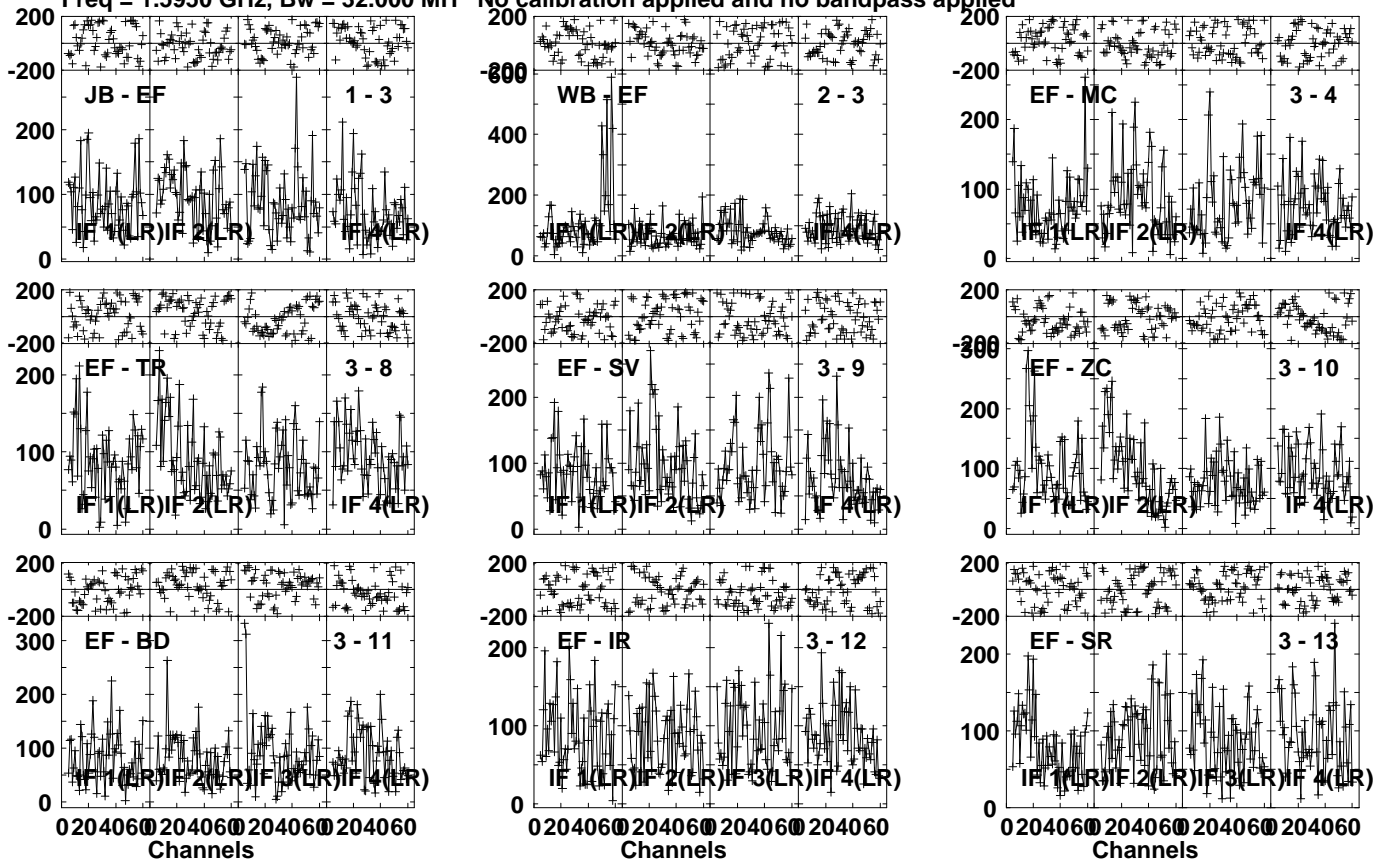 Freq = 1.5950 GHz, Bw = 32.000 MH No calibration applied and no bandpass applied
200
-200
JB - EF 1 - 3
200
100
0
IF 1(LR) IF 2(LR) IF 4(LR)
200
-200
600
WB - EF 2 - 3
400
200
0
IF 1(LR) IF 2(LR) IF 4(LR)
200
-200
EF - MC 3 - 4
200
100
0
IF 1(LR) IF 2(LR) IF 4(LR)
200
-200
EF - TR 3 - 8
200
100
0
IF 1(LR) IF 2(LR) IF 4(LR)
200
-200
EF - SV 3 - 9
200
100
0
IF 1(LR) IF 2(LR) IF 4(LR)
200
-200
300
EF - ZC 3 - 10
200
100
0
IF 1(LR) IF 2(LR) IF 4(LR)
200
-200
EF - BD 3 - 11
300
200
100
0
IF 1(LR) IF 2(LR) IF 3(LR) IF 4(LR)
0 20 40 60 0 20 40 60 0 20 40 60 0 20 40 60
Channels
200
-200
EF - IR 3 - 12
200
100
0
IF 1(LR) IF 2(LR) IF 3(LR) IF 4(LR)
0 20 40 60 0 20 40 60 0 20 40 60 0 20 40 60
Channels
200
-200
EF - SR 3 - 13
200
100
0
IF 1(LR) IF 2(LR) IF 3(LR) IF 4(LR)
0 20 40 60 0 20 40 60 0 20 40 60 0 20 40 60
Channels